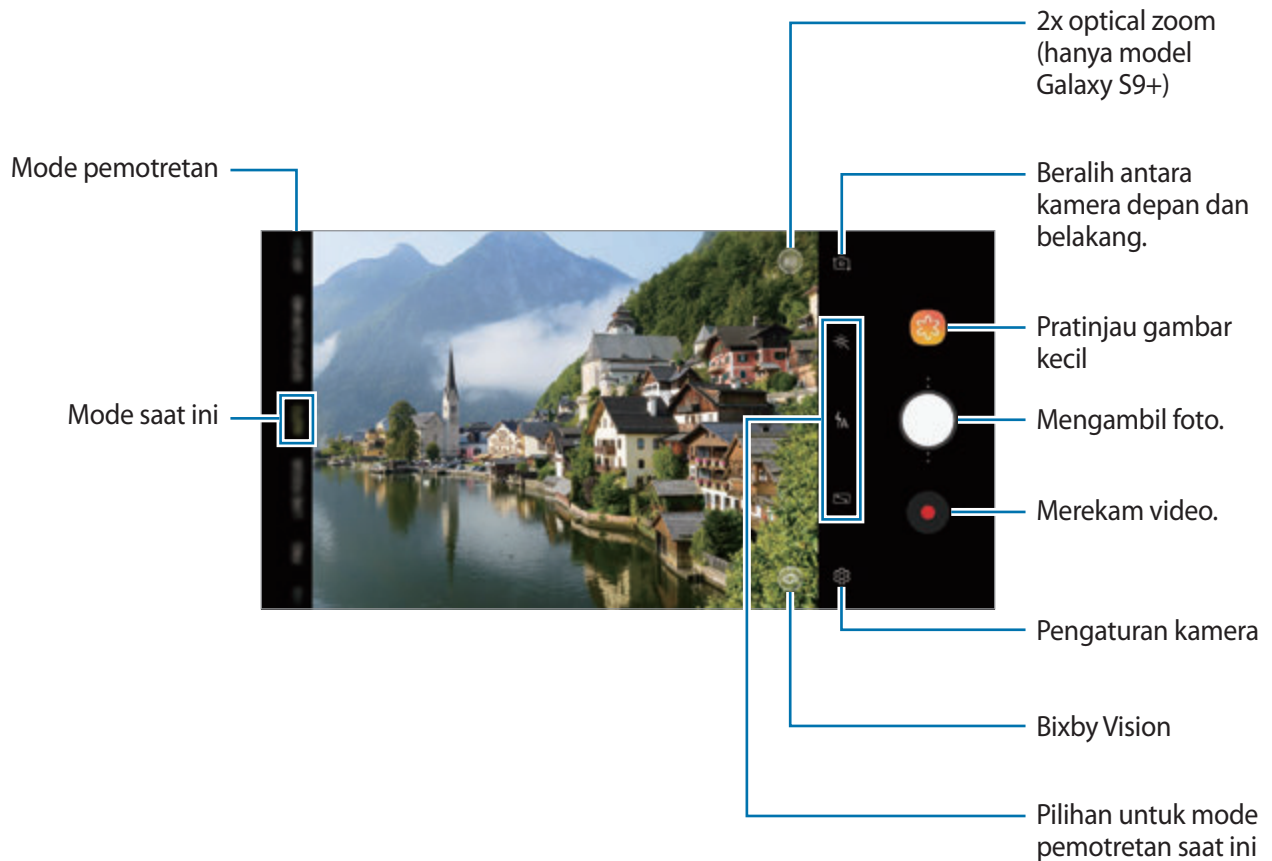 2x optical zoom
(hanya model
Galaxy S9+)
Mode pemotretan
Beralih antara
kamera depan dan
belakang.
Pratinjau gambar
kecil
Mode saat ini
Mengambil foto.
Merekam video.
Pengaturan kamera
Bixby Vision
Pilihan untuk mode
pemotretan saat ini